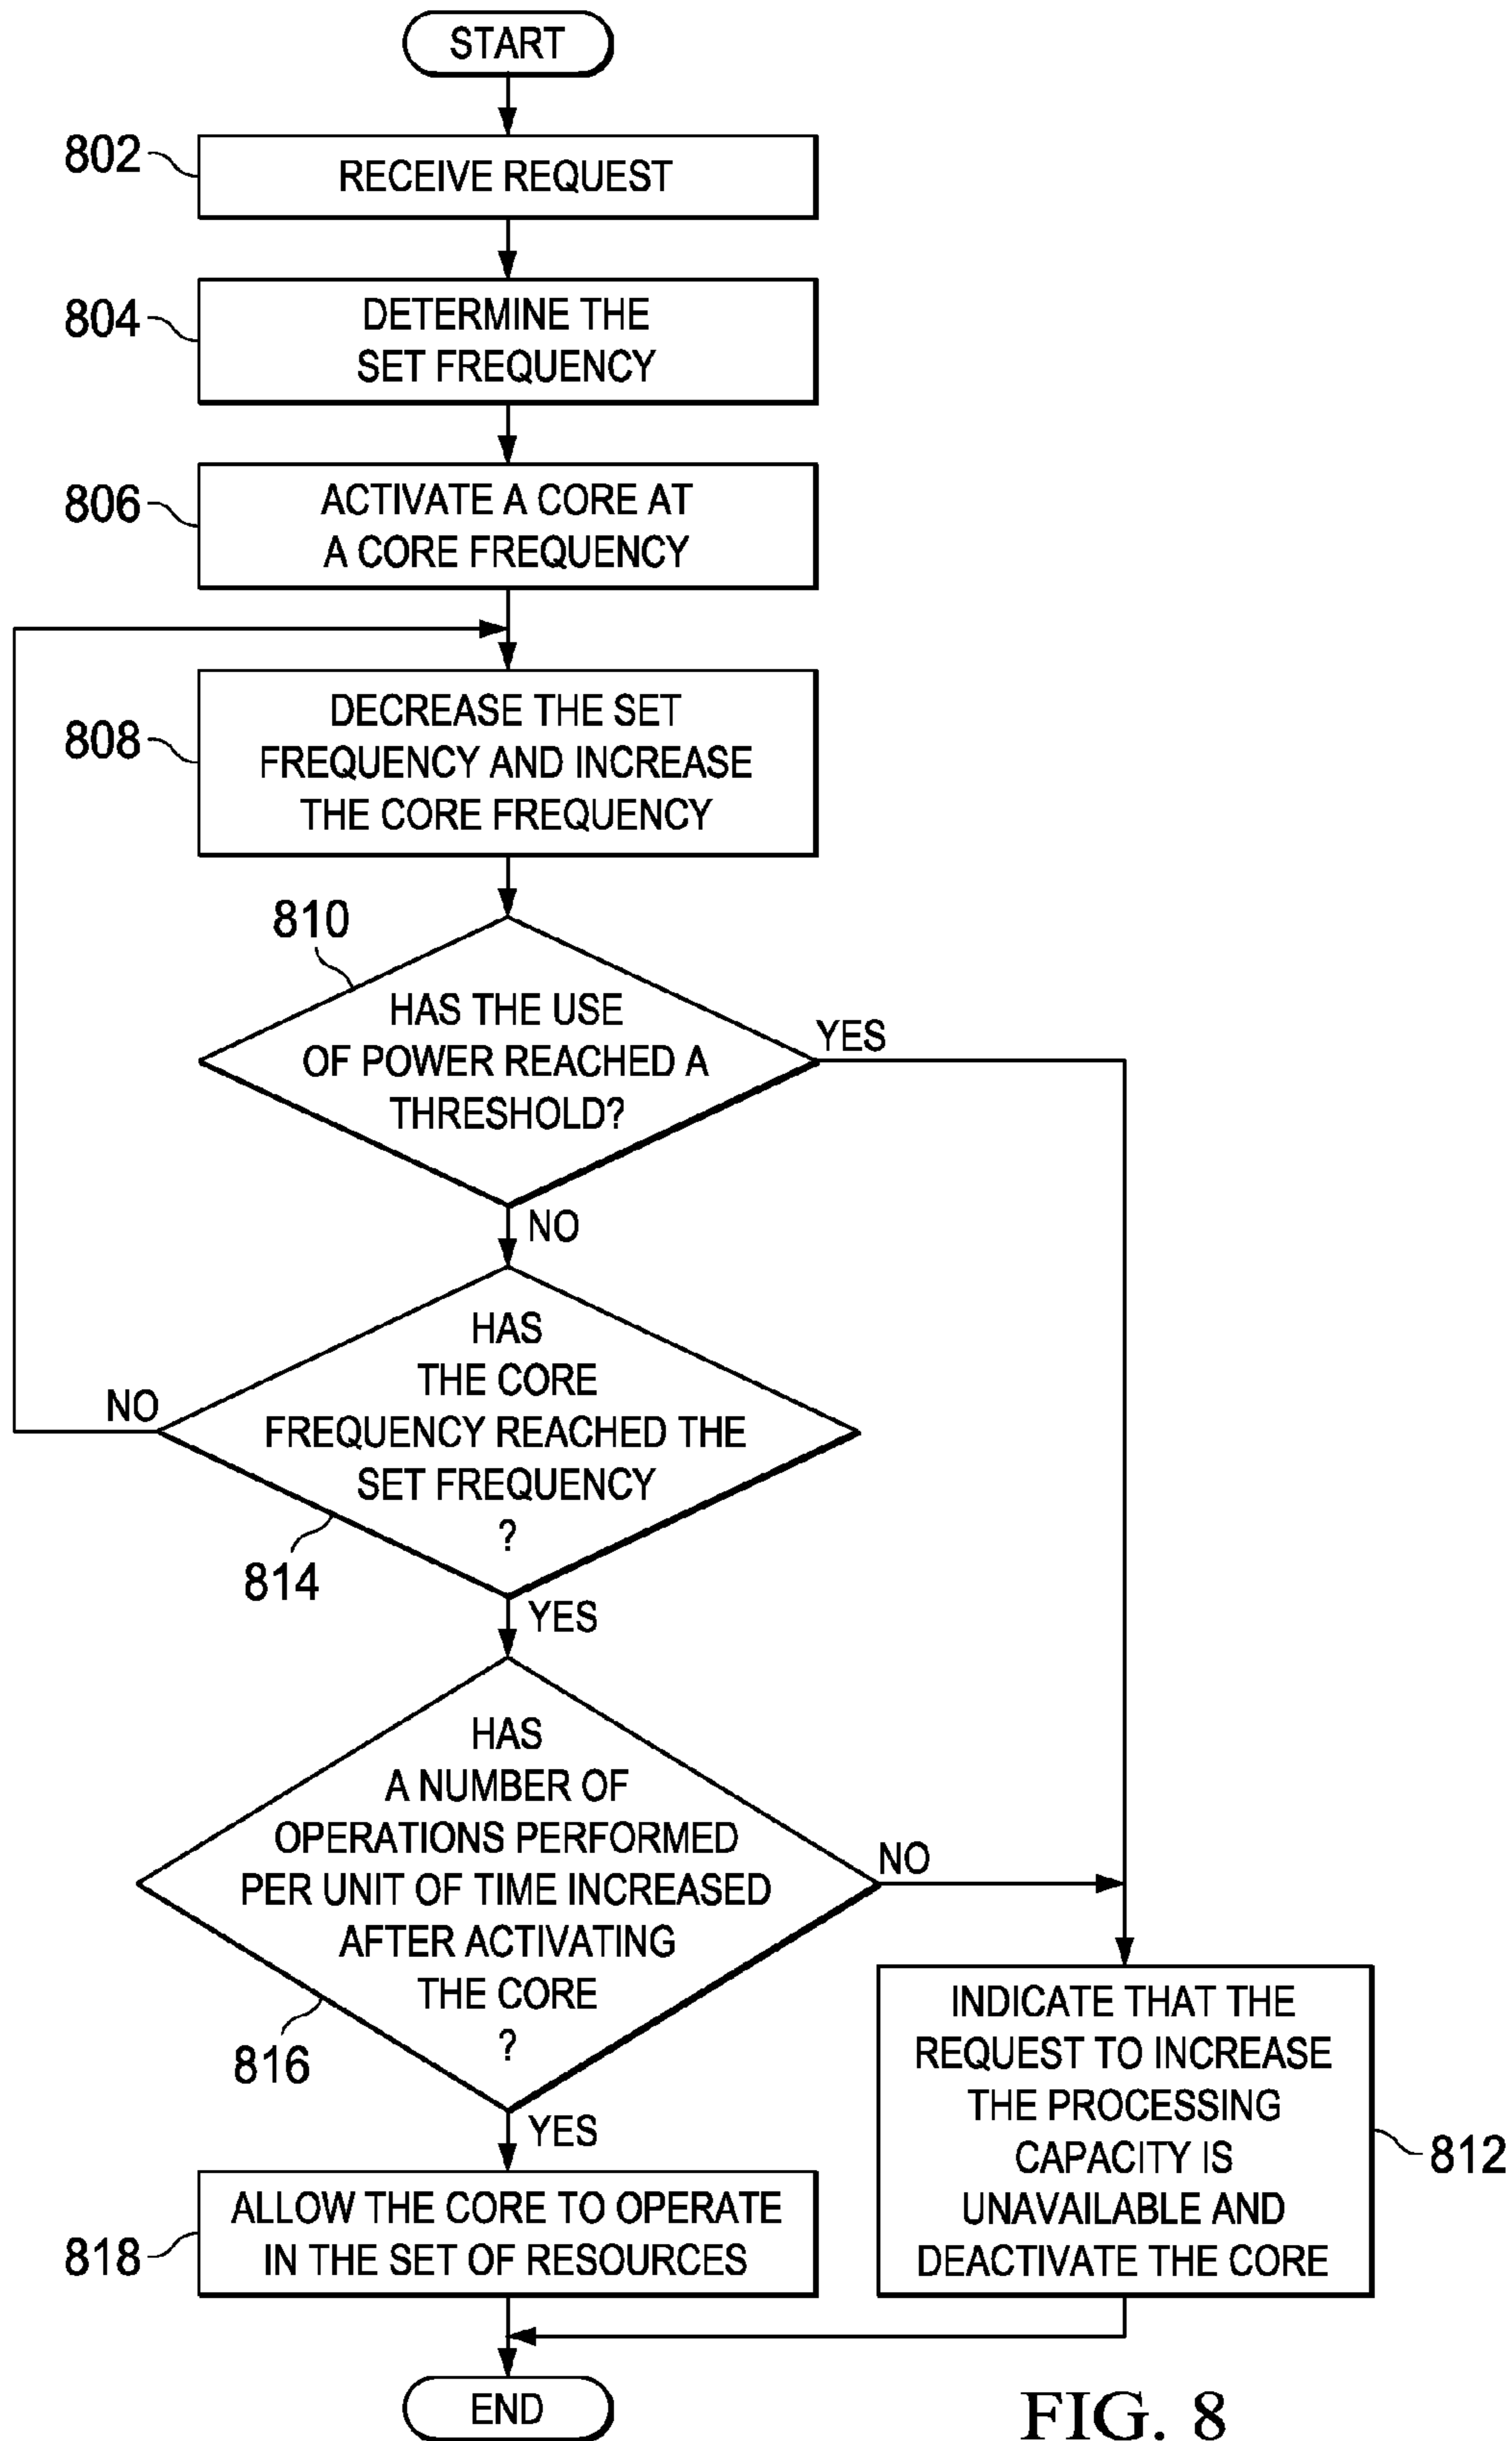 START
802
RECEIVE REQUEST
804
DETERMINE THE
SET FREQUENCY
806
ACTIVATE A CORE AT
A CORE FREQUENCY
808
DECREASE THE SET
FREQUENCY AND INCREASE
THE CORE FREQUENCY
810
HAS THE USE
OF POWER REACHED A
THRESHOLD?
YES
NO
HAS
THE CORE
FREQUENCY REACHED THE
SET FREQUENCY
?
NO
814
YES
HAS
A NUMBER OF
OPERATIONS PERFORMED
PER UNIT OF TIME INCREASED
AFTER ACTIVATING
THE CORE
?
NO
816
YES
INDICATE THAT THE
REQUEST TO INCREASE
THE PROCESSING
CAPACITY IS
UNAVAILABLE AND
DEACTIVATE THE CORE
812
818
ALLOW THE CORE TO OPERATE
IN THE SET OF RESOURCES
END
FIG. 8